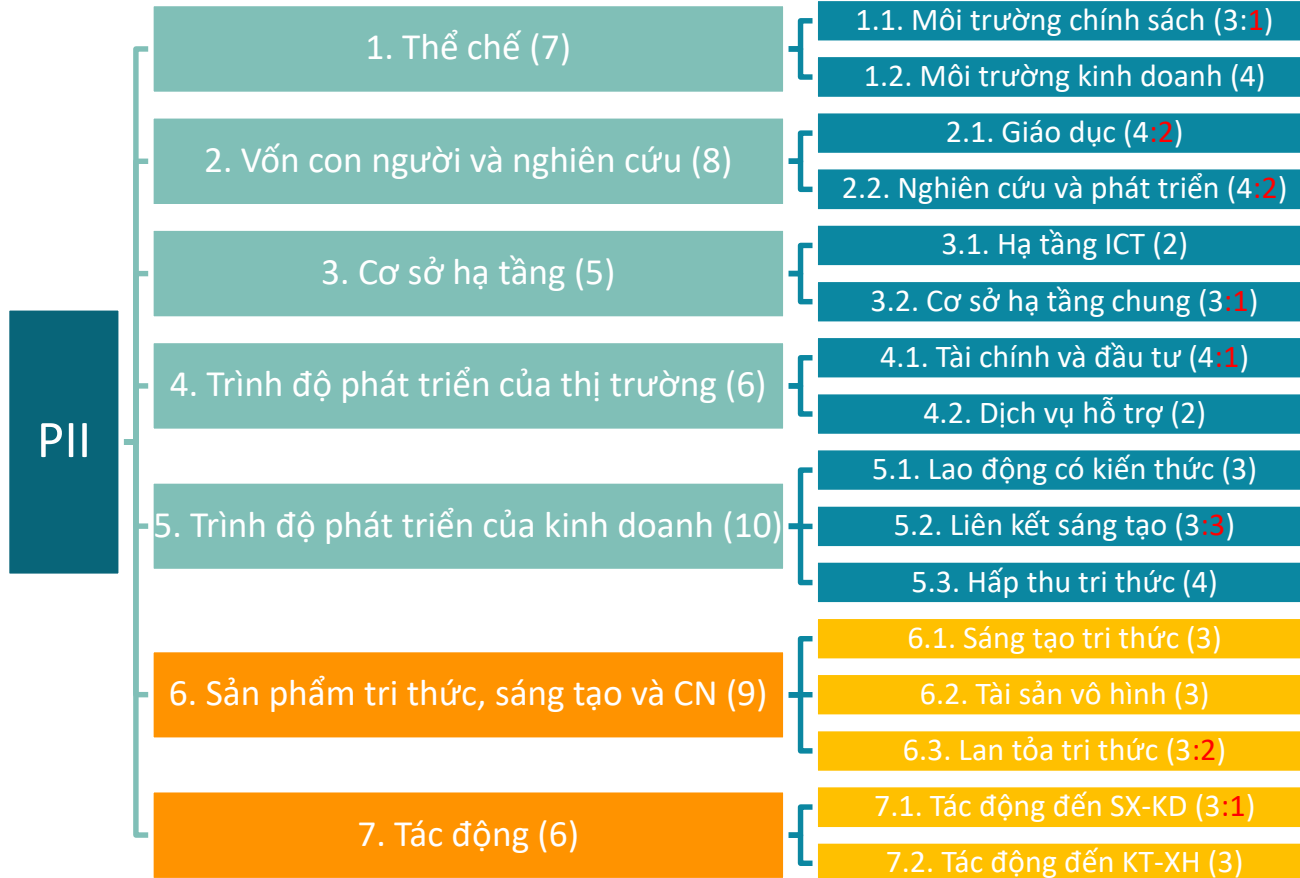 PII
1. Thể chế (7)
1.1. Môi trường chính sách (3:1)
1.2. Môi trường kinh doanh (4)
2. Vốn con người và nghiên cứu (8)
2.1. Giáo dục (4:2)
2.2. Nghiên cứu và phát triển (4:2)
3. Cơ sở hạ tầng (5)
3.1. Hạ tầng ICT (2)
3.2. Cơ sở hạ tầng chung (3:1)
4. Trình độ phát triển của thị trường (6)
4.1. Tài chính và đầu tư (4:1)
4.2. Dịch vụ hỗ trợ (2)
5. Trình độ phát triển của kinh doanh (10)
5.1. Lao động có kiến thức (3)
5.2. Liên kết sáng tạo (3:3)
5.3. Hấp thu tri thức (4)
6. Sản phẩm tri thức, sáng tạo và CN (9)
6.1. Sáng tạo tri thức (3)
6.2. Tài sản vô hình (3)
6.3. Lan tỏa tri thức (3:2)
7. Tác động (6)
7.1. Tác động đến SX-KD (3:1)
7.2. Tác động đến KT-XH (3)